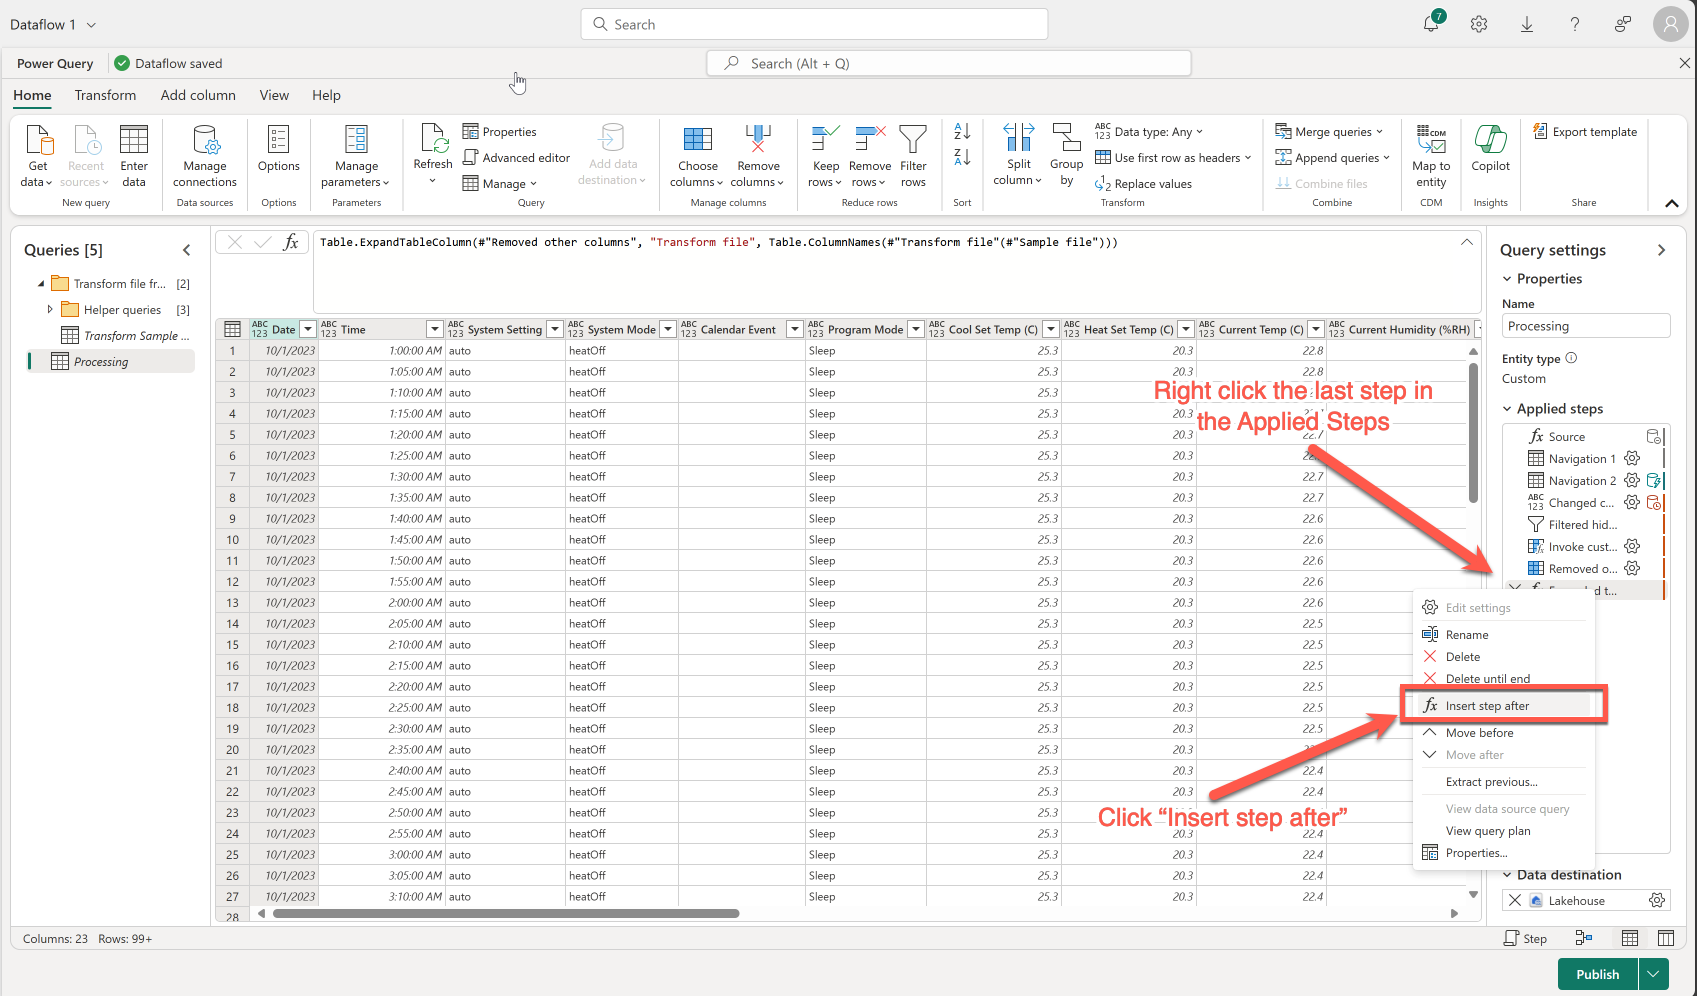 Dataflow 1
Search
7
Power Query
Dataflow saved
Search (Alt + Q)
Home Transform Add column View Help
Get data
Recent sources
Enter data
New query
Manage connections
Data sources
Options
Options
Manage parameters
Parameters
Refresh
Properties
Advanced editor
Manage
Add data destination
Query
Choose columns
Remove columns
Manage columns
Keep rows
Remove rows
Filter rows
Reduce rows
Sort
Split column
Group by
Data type: Any
Use first row as headers
Replace values
Transform
Merge queries
Append queries
Combine files
Combine
CDM
Map to entity
CDM
Copilot
Insights
Export template
Share
Queries [5]
Transform file fr... [2]
Helper queries [3]
Transform Sample ...
Processing
fx
Table.ExpandTableColumn(#"Removed other columns", "Transform file", Table.ColumnNames(#"Transform file"(#"Sample file")))
ABC 123 Date ABC 123 Time ABC 123 System Setting ABC 123 System Mode ABC 123 Calendar Event ABC 123 Program Mode ABC 123 Cool Set Temp (C) ABC 123 Heat Set Temp (C) ABC 123 Current Temp (C) ABC 123 Current Humidity (%RH)
1 10/1/2023 1:00:00 AM auto heatOff Sleep 25.3 20.3 22.8
2 10/1/2023 1:05:00 AM auto heatOff Sleep 25.3 20.3 22.8
3 10/1/2023 1:10:00 AM auto heatOff Sleep 25.3
4 10/1/2023 1:15:00 AM auto heatOff Sleep 25.3 20.3
5 10/1/2023 1:20:00 AM auto heatOff Sleep 25.3 20.3 22.7
6 10/1/2023 1:25:00 AM auto heatOff Sleep 25.3 20.3
7 10/1/2023 1:30:00 AM auto heatOff Sleep 25.3 20.3 22.7
8 10/1/2023 1:35:00 AM auto heatOff Sleep 25.3 20.3 22.7
9 10/1/2023 1:40:00 AM auto heatOff Sleep 25.3 20.3 22.6
10 10/1/2023 1:45:00 AM auto heatOff Sleep 25.3 20.3 22.6
11 10/1/2023 1:50:00 AM auto heatOff Sleep 25.3 20.3 22.6
12 10/1/2023 1:55:00 AM auto heatOff Sleep 25.3 20.3 22.6
13 10/1/2023 2:00:00 AM auto heatOff Sleep 25.3 20.3 22.6
14 10/1/2023 2:05:00 AM auto heatOff Sleep 25.3 20.3 22.5
15 10/1/2023 2:10:00 AM auto heatOff Sleep 25.3 20.3 22.5
16 10/1/2023 2:15:00 AM auto heatOff Sleep 25.3 20.3 22.5
17 10/1/2023 2:20:00 AM auto heatOff Sleep 25.3 20.3 22.5
18 10/1/2023 2:25:00 AM auto heatOff Sleep 25.3 20.3 22.5
19 10/1/2023 2:30:00 AM auto heatOff Sleep 25.3 20.3 22.5
20 10/1/2023 2:35:00 AM auto heatOff Sleep 25.3 20.3
21 10/1/2023 2:40:00 AM auto heatOff Sleep 25.3 20.3 22.4
22 10/1/2023 2:45:00 AM auto heatOff Sleep 25.3 20.3 22.4
23 10/1/2023 2:50:00 AM auto heatOff Sleep 25.3 20.3 22.4
24 10/1/2023 2:55:00 AM auto heatOff Sleep 25.3 20.3 22.4
25 10/1/2023 3:00:00 AM auto heatOff Sleep 25.3 20.3 22.4
26 10/1/2023 3:05:00 AM auto heatOff Sleep 25.3 20.3 22.4
27 10/1/2023 3:10:00 AM auto heatOff Sleep 25.3 20.3 22.4
28
Right click the last step in
the Applied Steps
Click “Insert step after”
Query settings
Properties
Name
Processing
Entity type
Custom
Applied steps
fx Source
Navigation 1
Navigation 2
ABC 123 Changed c...
Filtered hid...
Invoke cust...
Removed o...
d t...
Edit settings
Rename
Delete
Delete until end
fx Insert step after
Move before
Move after
Extract previous...
View data source query
View query plan
Properties...
Data destination
Lakehouse
Columns: 23 Rows: 99+
Step
Publish